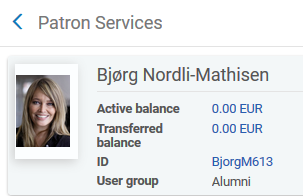 Patron Services
Bjørg Nordli-Mathisen
Active balance 0.00 EUR
Transferred balance 0.00 EUR
ID BjorgM613
User group Alumni